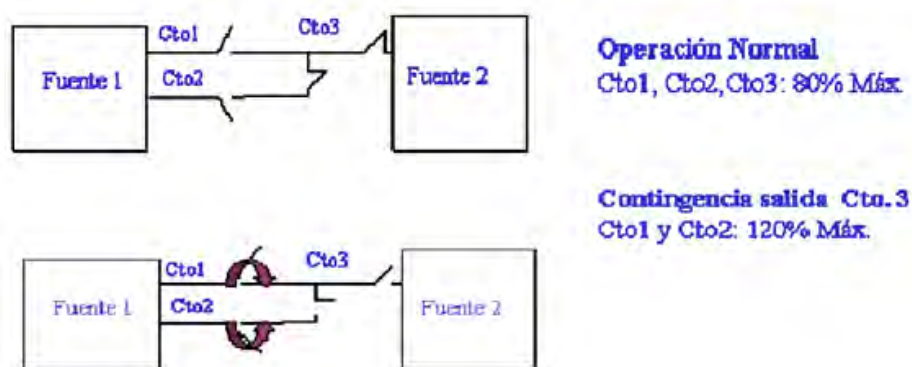 Cto1
Cto3
Fuente 1
Cto2
Fuente 2
Operación Normal
Cto1, Cto2, Cto3: 80% Máx.
Contingencia salida Cto. 3
Cto1 y Cto2: 120% Máx.
Cto1
Cto3
Fuente 1
Cto2
Fuente 2